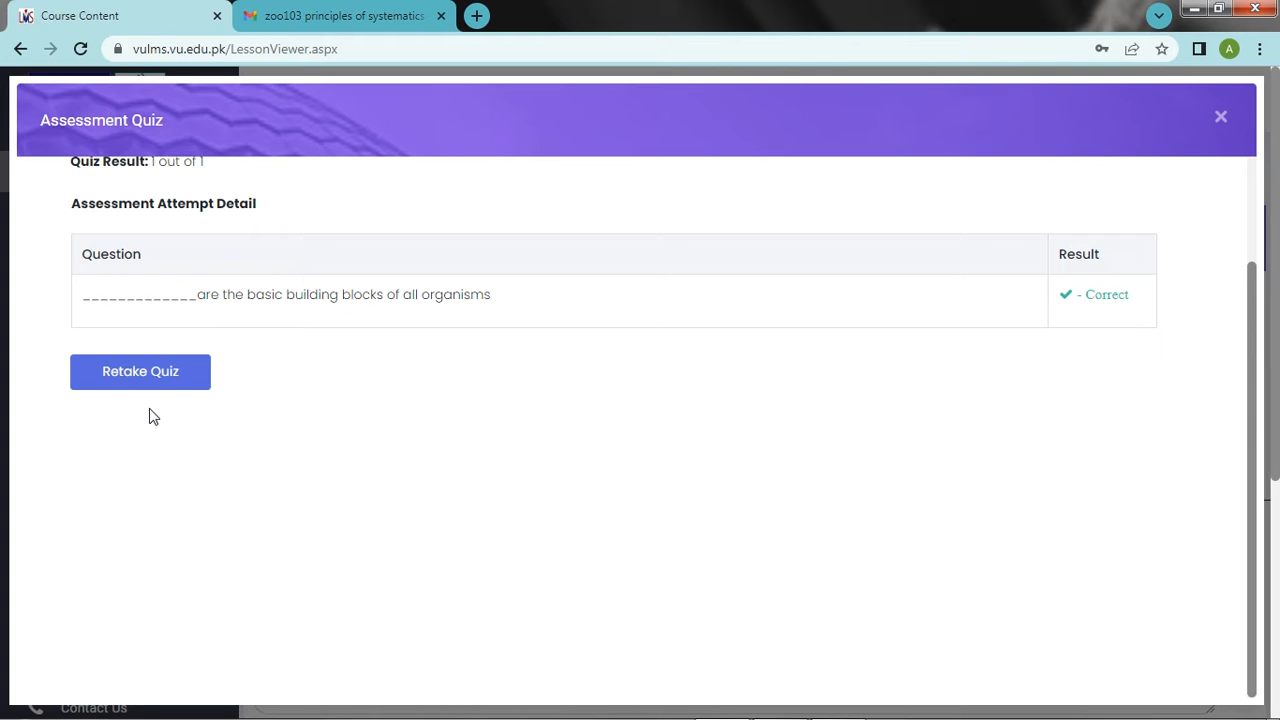 Course Content
zoo103 principles of systematics
vulms.vu.edu.pk/LessonViewer.aspx
A
Assessment Quiz
Quiz Result: 1 out of 1
Assessment Attempt Detail
Question
Result
_____________are the basic building blocks of all organisms
- Correct
Retake Quiz
Contact Us